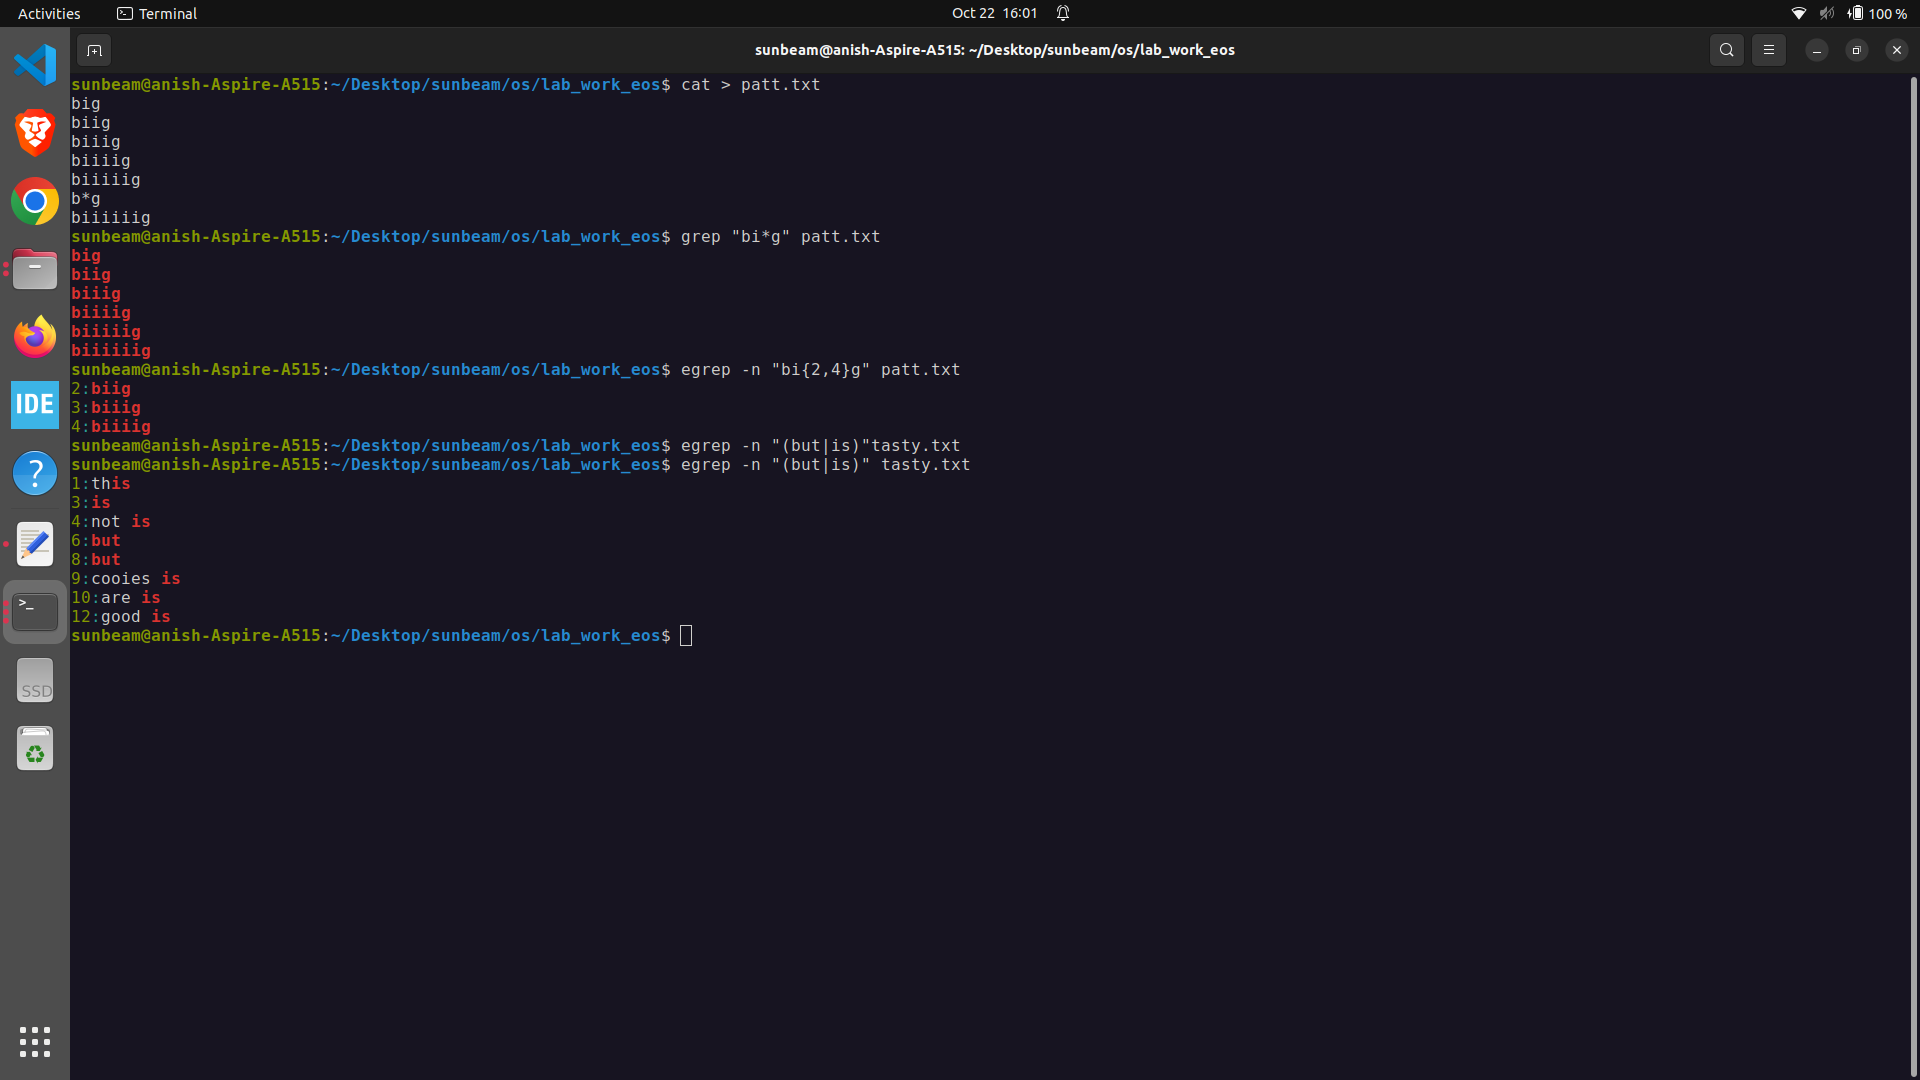 Activities Terminal Oct 22 16:01 100 %
sunbeam@anish-Aspire-A515: ~/Desktop/sunbeam/os/lab_work_eos
sunbeam@anish-Aspire-A515:~/Desktop/sunbeam/os/lab_work_eos$ cat > patt.txt
big
biig
biiig
biiiig
biiiiig
b*g
biiiiiig
sunbeam@anish-Aspire-A515:~/Desktop/sunbeam/os/lab_work_eos$ grep "bi*g" patt.txt
big
biig
biiig
biiiig
biiiiig
biiiiiig
sunbeam@anish-Aspire-A515:~/Desktop/sunbeam/os/lab_work_eos$ egrep -n "bi{2,4}g" patt.txt
2:biig
3:biiig
4:biiiig
sunbeam@anish-Aspire-A515:~/Desktop/sunbeam/os/lab_work_eos$ egrep -n "(but|is)"tasty.txt
sunbeam@anish-Aspire-A515:~/Desktop/sunbeam/os/lab_work_eos$ egrep -n "(but|is)" tasty.txt
1:this
3:is
4:not is
6:but
8:but
9:cooies is
10:are is
12:good is
sunbeam@anish-Aspire-A515:~/Desktop/sunbeam/os/lab_work_eos$
IDE
?
>_
SSD